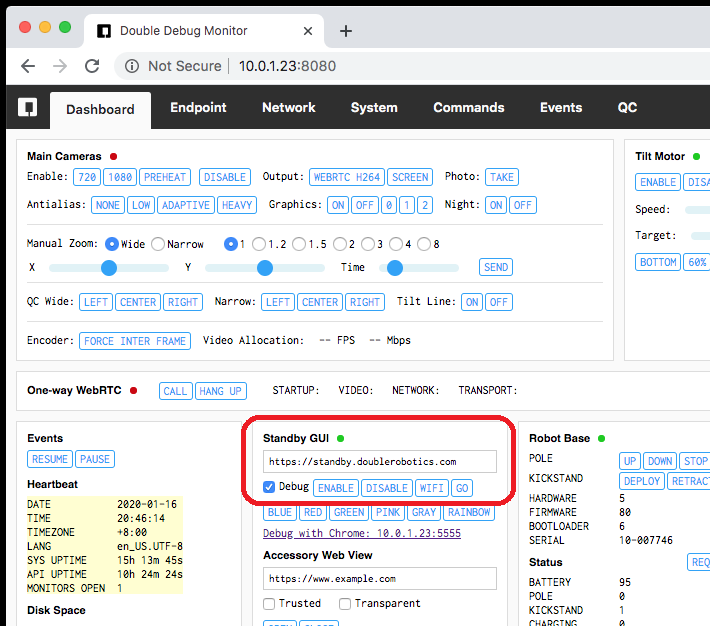 Double Debug Monitor
Not Secure | 10.0.1.23:8080
Dashboard Endpoint Network System Commands Events QC
Main Cameras
Enable: 720 1080 PREHEAT DISABLE Output: WEBRTC H264 SCREEN Photo: TAKE
Antialias: NONE LOW ADAPTIVE HEAVY Graphics: ON OFF 0 1 2 Night: ON OFF
Manual Zoom: Wide Narrow 1 1.2 1.5 2 3 4 8
X Y Time SEND
QC Wide: LEFT CENTER RIGHT Narrow: LEFT CENTER RIGHT Tilt Line: ON OFF
Encoder: FORCE INTER FRAME Video Allocation: -- FPS -- Mbps
Tilt Motor
ENABLE DISA
Speed:
Target:
BOTTOM 60%
One-way WebRTC CALL HANG UP STARTUP: VIDEO: NETWORK: TRANSPORT:
Events
RESUME PAUSE
Heartbeat
DATE 2020-01-16
TIME 20:46:14
TIMEZONE +8:00
LANG en_US.UTF-8
SYS UPTIME 15h 13m 45s
API UPTIME 10h 24m 24s
MONITORS OPEN 1
Disk Space
Standby GUI
https://standby.doublerobotics.com
Debug ENABLE DISABLE WIFI GO
BLUE RED GREEN PINK GRAY RAINBOW
Debug with Chrome: 10.0.1.23:5555
Accessory Web View
https://www.example.com
Trusted Transparent
OPEN CLOSE
Robot Base
POLE UP DOWN STOP
KICKSTAND DEPLOY RETRACT
HARDWARE 5
FIRMWARE 80
BOOTLOADER 6
SERIAL 10-007746
Status REQ
BATTERY 95
POLE 0
KICKSTAND 1
CHARGING 0